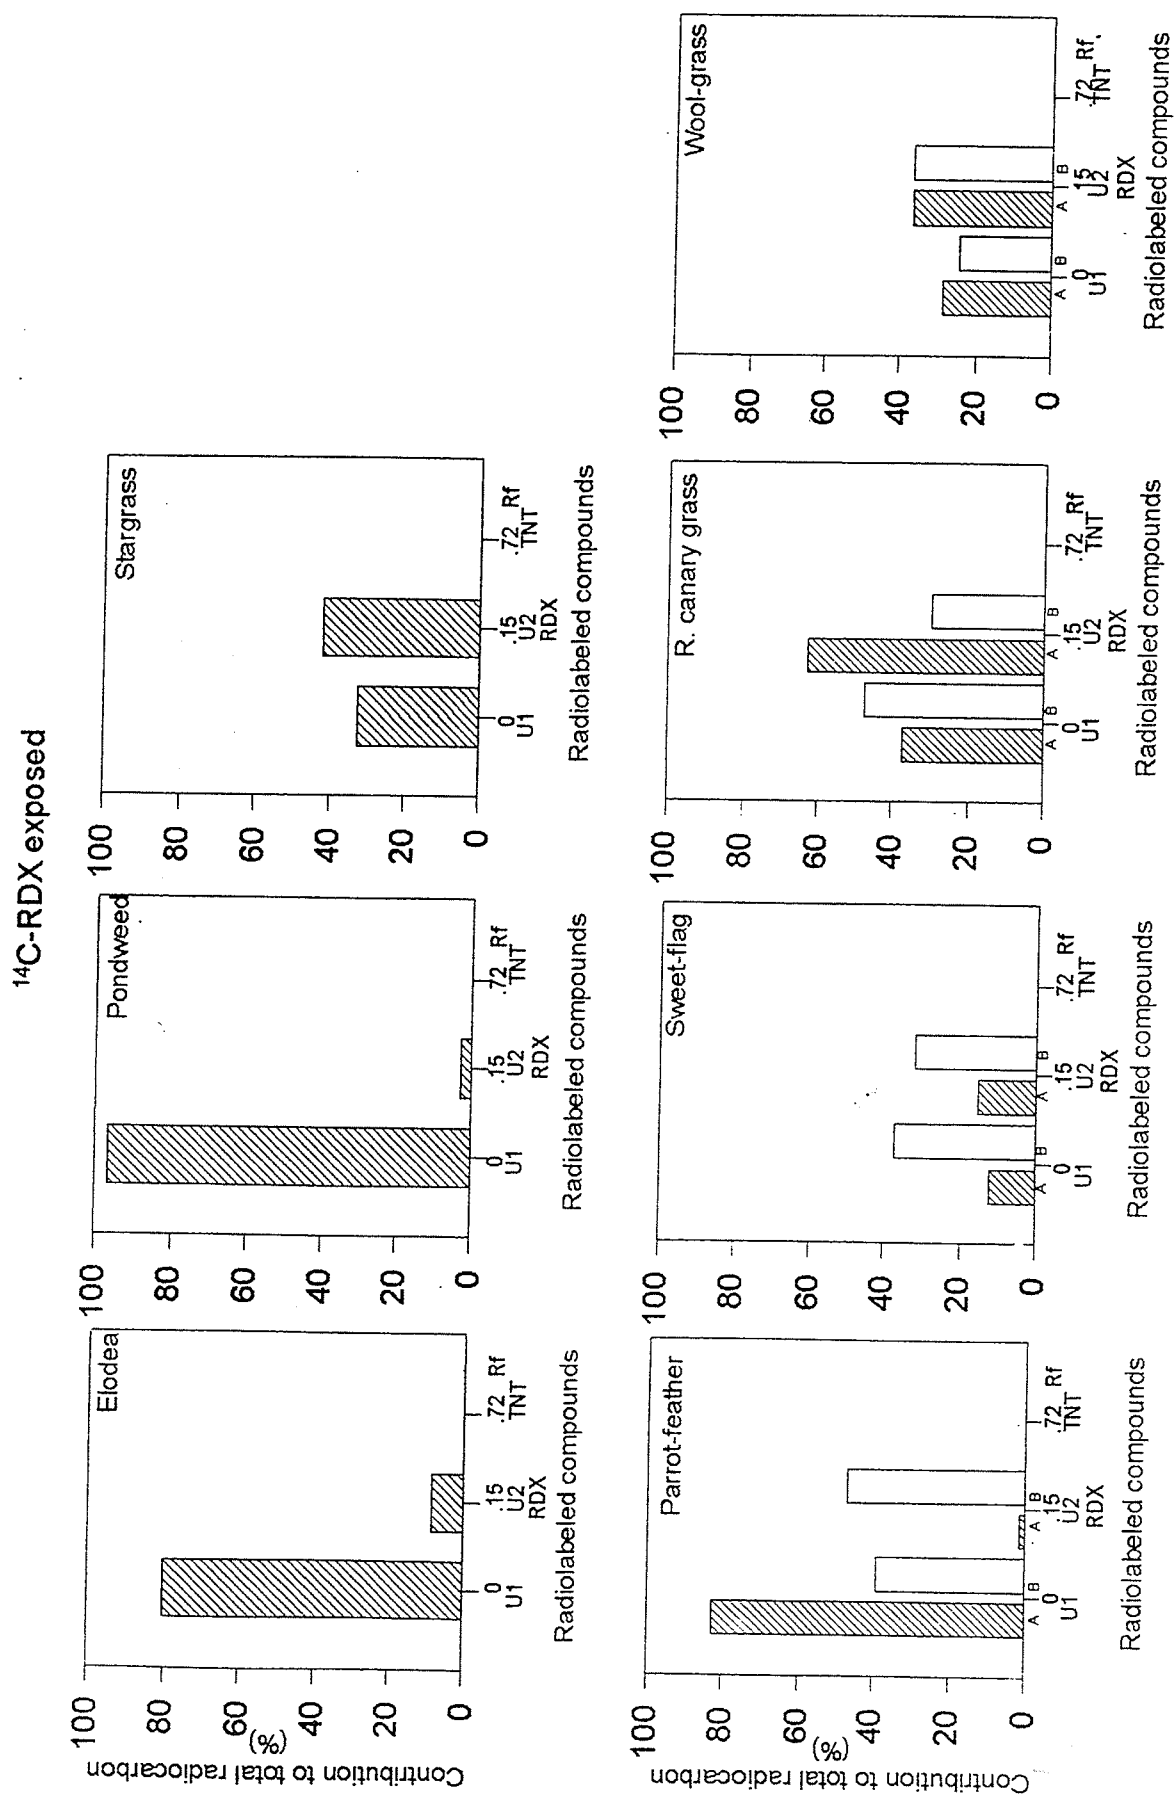 ¹⁴C-RDX exposed
Contribution to total radiocarbon
(%)
100
80
60
40
20
0
Elodea
0 .15 .72 Rf
U1 U2 TNT
RDX
Radiolabeled compounds
100
80
60
40
20
0
Pondweed
0 .15 .72 Rf
U1 U2 TNT
RDX
Radiolabeled compounds
100
80
60
40
20
0
Stargrass
0 .15 .72 Rf
U1 U2 TNT
RDX
Radiolabeled compounds
Contribution to total radiocarbon
(%)
100
80
60
40
20
0
Parrot-feather
A B A B
0 .15 .72 Rf
U1 U2 TNT
RDX
Radiolabeled compounds
100
80
60
40
20
0
Sweet-flag
A B A B
0 .15 .72 Rf
U1 U2 TNT
RDX
Radiolabeled compounds
100
80
60
40
20
0
R. canary grass
A B A B
0 .15 .72 Rf
U1 U2 TNT
RDX
Radiolabeled compounds
100
80
60
40
20
0
Wool-grass
A B A B
0 .15 .72 Rf.
U1 U2 TNT
RDX
Radiolabeled compounds